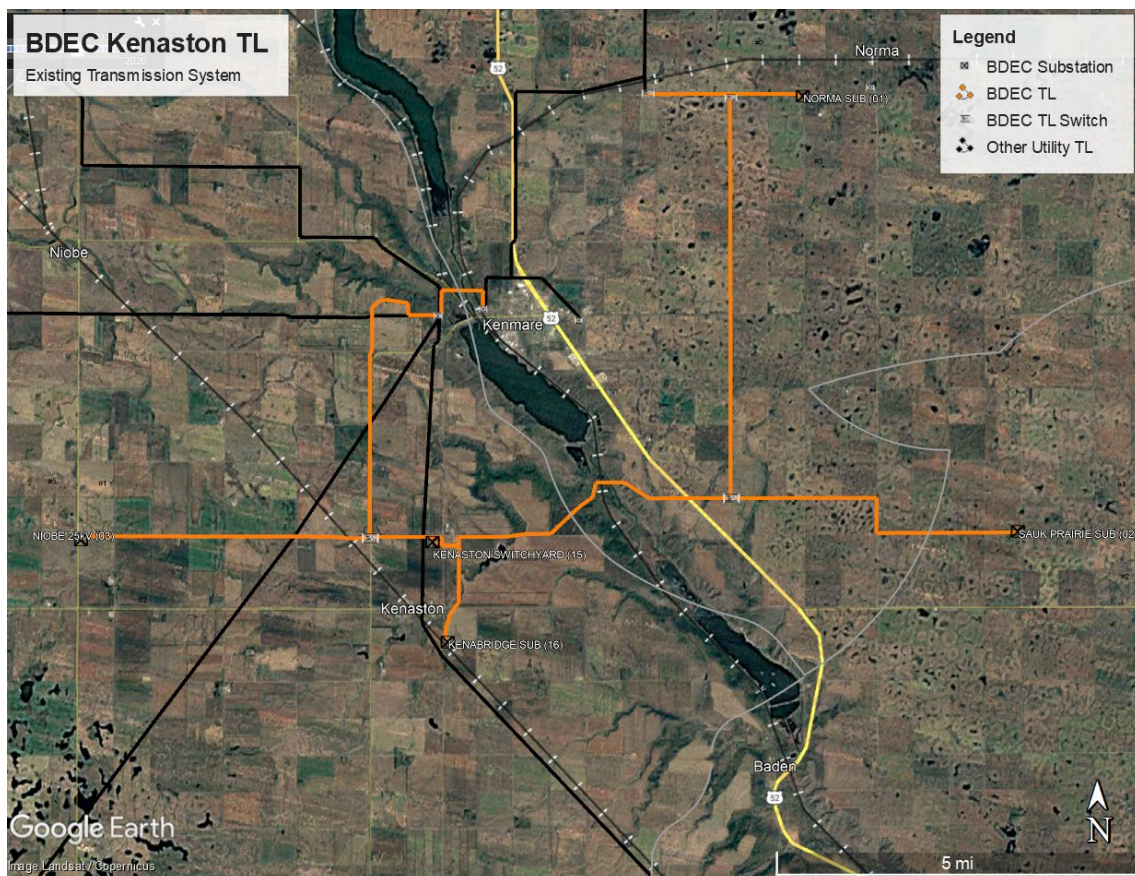 BDEC Kenaston TL
Existing Transmission System
2020
Legend
BDEC Substation
BDEC TL
BDEC TL Switch
Other Utility TL
52
Norma
NORMA SUB (01)
Niobe
Kenmare
52
NIOBE 25kV (03)
KENASTON SWITCHYARD (15)
SAUK PRAIRIE SUB (02
Kenaston
KENABRIDGE SUB (16)
Baden
52
N
Google Earth
Image Landsat / Copernicus
5 mi